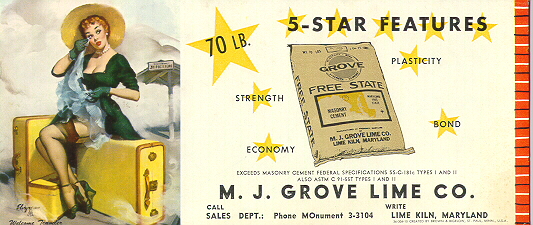 Elvgren
Welcome Traveler
5-STAR FEATURES
70 LB.
PLASTICITY
STRENGTH
BOND
ECONOMY
GROVE
FREE STATE
MASONRY
CEMENT
M. J. GROVE LIME CO.
LIME KILN, MARYLAND
EXCEEDS MASONRY CEMENT FEDERAL SPECIFICATIONS SS-C-181c TYPES I AND II
ALSO ASTM C 91-55T TYPES I AND II
M. J. GROVE LIME CO.
CALL WRITE
SALES DEPT.: Phone MOnument 3-3104 LIME KILN, MARYLAND